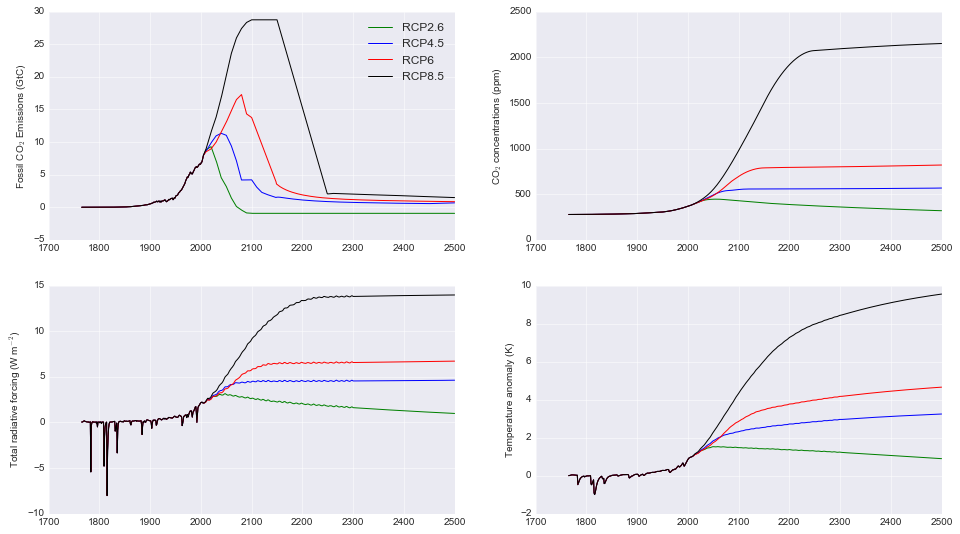 30
25
20
15
10
5
0
−5
Fossil CO₂ Emissions (GtC)
RCP2.6
RCP4.5
RCP6
RCP8.5
1700 1800 1900 2000 2100 2200 2300 2400 2500
2500
2000
1500
1000
500
0
CO₂ concentrations (ppm)
1700 1800 1900 2000 2100 2200 2300 2400 2500
15
10
5
0
−5
−10
Total radiative forcing (W m⁻²)
1700 1800 1900 2000 2100 2200 2300 2400 2500
10
8
6
4
2
0
−2
Temperature anomaly (K)
1700 1800 1900 2000 2100 2200 2300 2400 2500